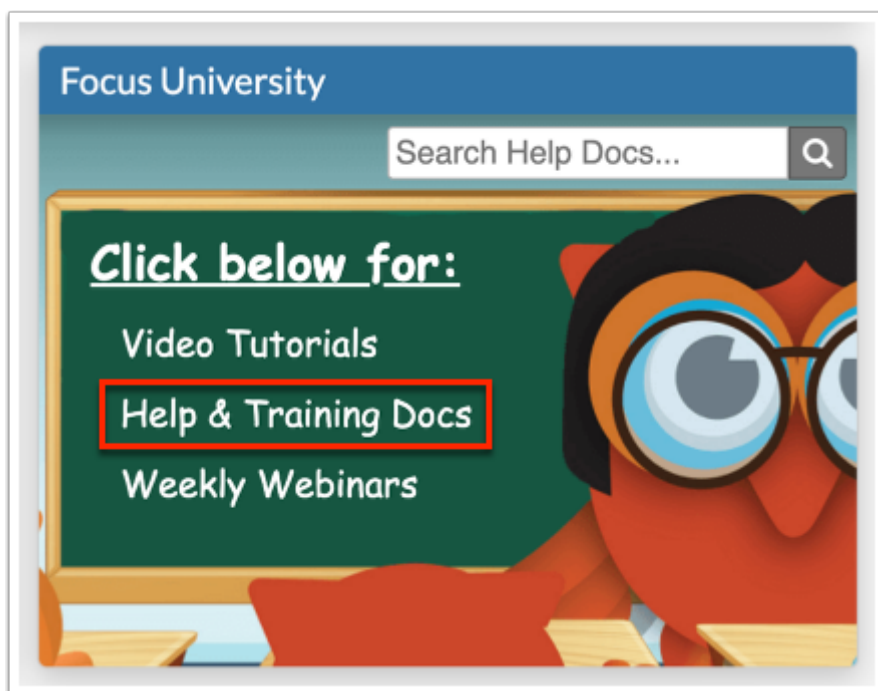 Focus University
Search Help Docs...
Click below for:
Video Tutorials
Help & Training Docs
Weekly Webinars